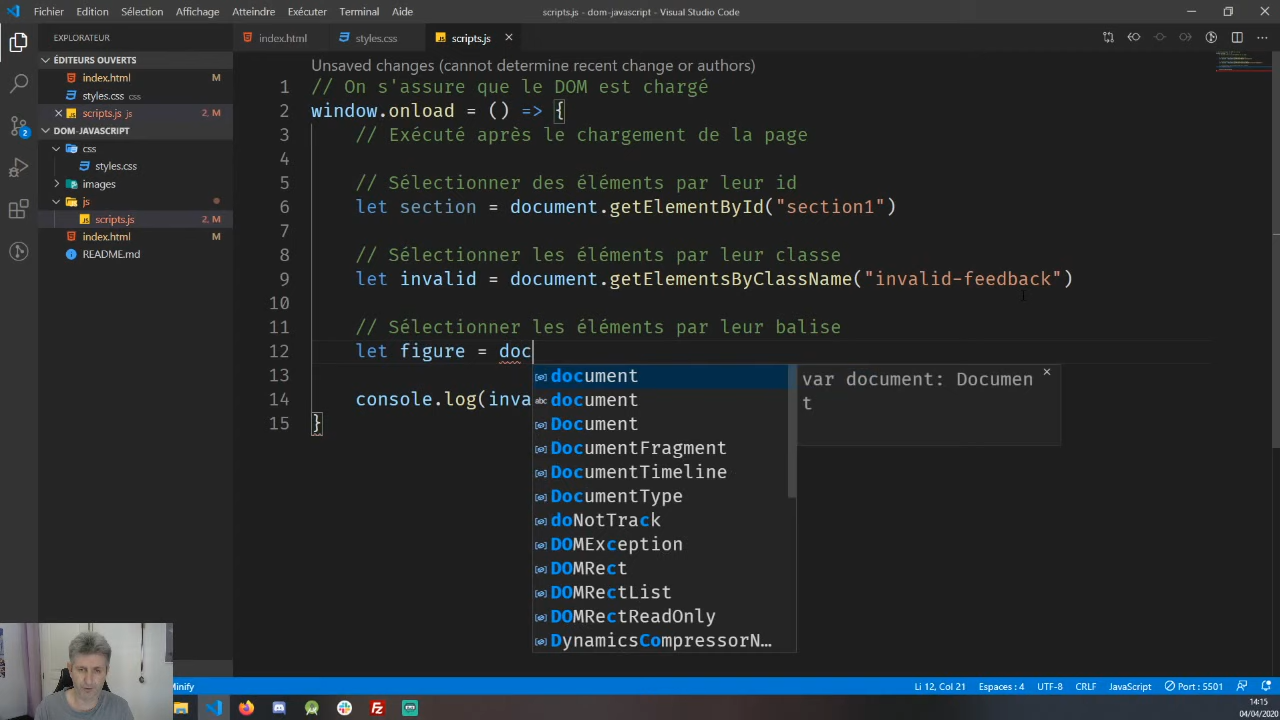 Fichier Edition Sélection Affichage Atteindre Exécuter Terminal Aide
scripts.js - dom-javascript - Visual Studio Code
EXPLORATEUR
index.html
styles.css
scripts.js
ÉDITEURS OUVERTS
index.html M
styles.css css
scripts.js js 2, M
DOM-JAVASCRIPT
css
styles.css
images
js
scripts.js 2, M
index.html M
README.md
2
Unsaved changes (cannot determine recent change or authors)
1 // On s'assure que le DOM est chargé
2 window.onload = () => {
3 // Exécuté après le chargement de la page
4
5 // Sélectionner des éléments par leur id
6 let section = document.getElementById("section1")
7
8 // Sélectionner les éléments par leur classe
9 let invalid = document.getElementsByClassName("invalid-feedback")
10
11 // Sélectionner les éléments par leur balise
12 let figure = doc
13
14 console.log(inva
15 }
document
document
Document
DocumentFragment
DocumentTimeline
DocumentType
doNotTrack
DOMException
DOMRect
DOMRectList
DOMRectReadOnly
DynamicsCompressorN…
var document: Documen
t
Minify
Li 12, Col 21 Espaces : 4 UTF-8 CRLF JavaScript Port : 5501
14:15
04/04/2020